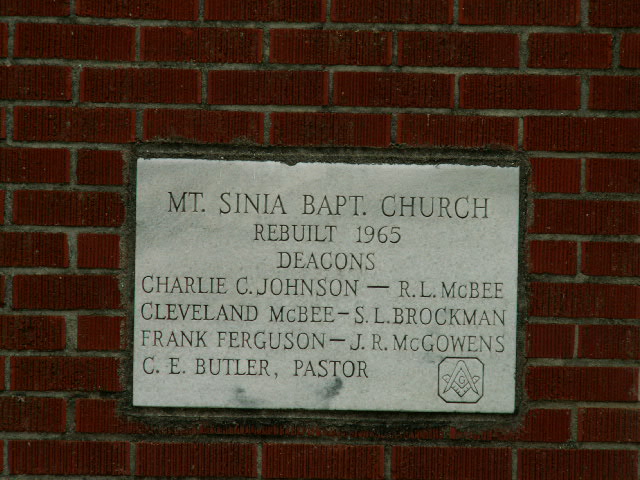 MT. SINIA BAPT. CHURCH
REBUILT 1965
DEACONS
CHARLIE C. JOHNSON — R. L. McBEE
CLEVELAND McBEE - S. L. BROCKMAN
FRANK FERGUSON - J. R. McGOWENS
C. E. BUTLER, PASTOR